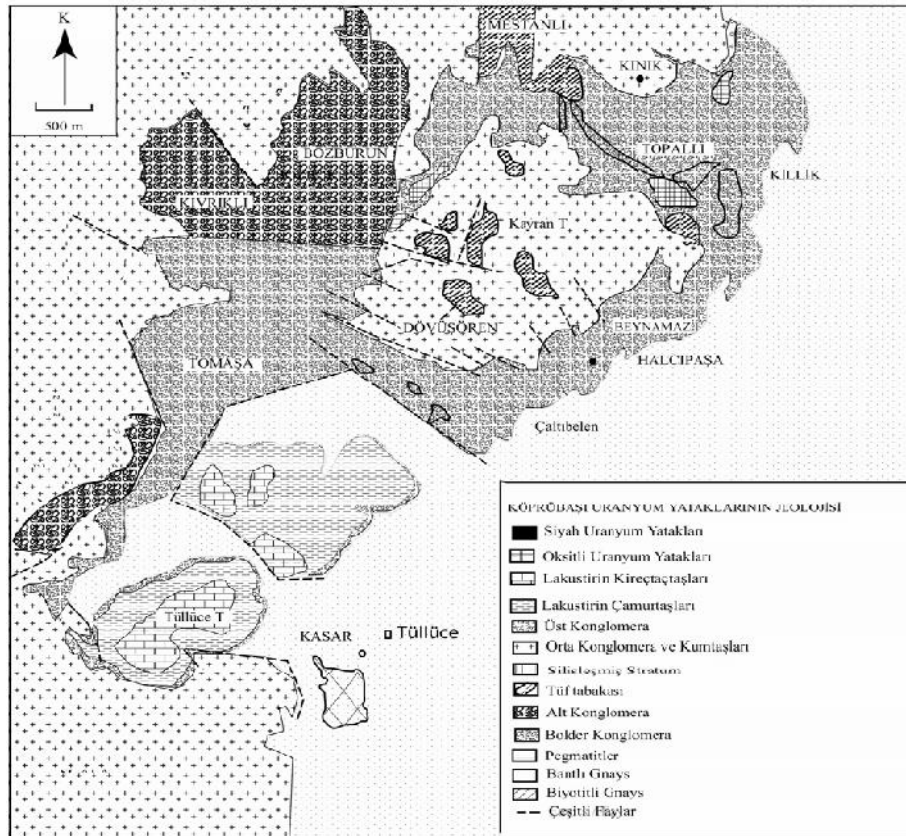 K
500 m
MESTANLI
KINIK
BOZBURUN
TOPALLI
KILLIK
KIVRIKLI
Kayran T
DÖVÜŞÖREN
BEYNAMAZ
TOMAŞA
HALCIPAŞA
Çaltıbelen
Tüllüce T
KASAR
Tüllüce
KÖPRÜBAŞI URANYUM YATAKLARININ JEOLOJİSİ
Siyah Uranyum Yatakları
Oksitli Uranyum Yatakları
Lakustirin Kireçtaçtaşları
Lakustirin Çamurtaşları
Üst Konglomera
Orta Konglomera ve Kumtaşları
Silisleşmiş Stratum
Tüf tabakası
Alt Konglomera
Bolder Konglomera
Pegmatitler
Bantlı Gnays
Biyotitli Gnays
Çeşitli Faylar